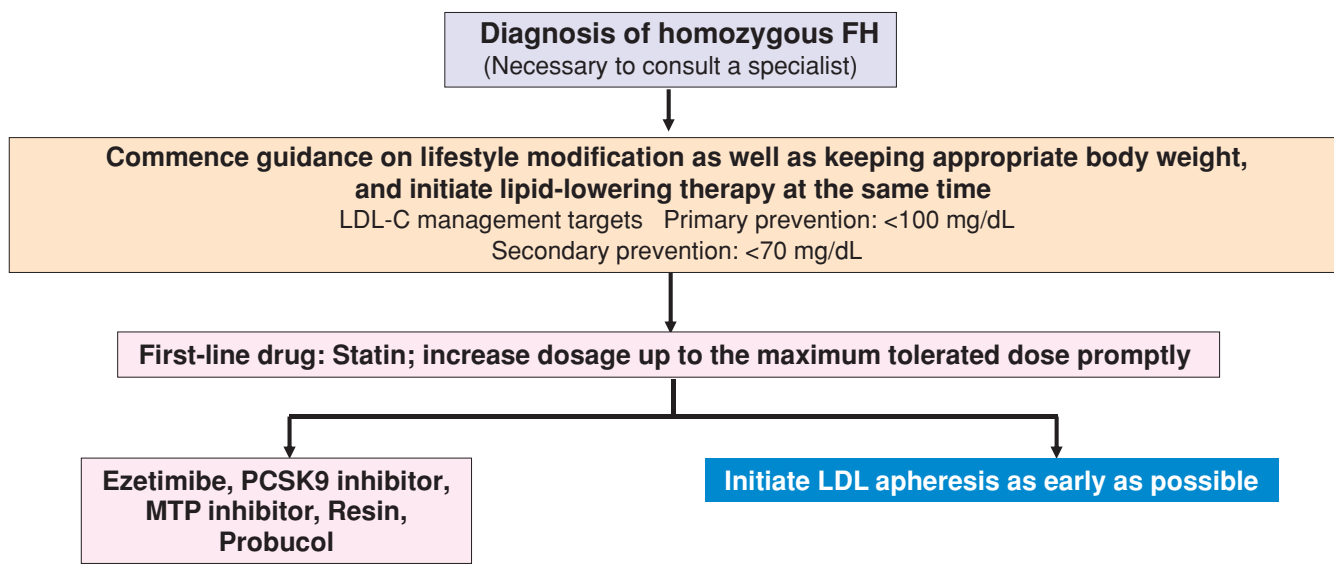 Diagnosis of homozygous FH
(Necessary to consult a specialist)
Commence guidance on lifestyle modification as well as keeping appropriate body weight,
and initiate lipid-lowering therapy at the same time
LDL-C management targets Primary prevention: <100 mg/dL
Secondary prevention: <70 mg/dL
First-line drug: Statin; increase dosage up to the maximum tolerated dose promptly
Ezetimibe, PCSK9 inhibitor,
MTP inhibitor, Resin,
Probucol
Initiate LDL apheresis as early as possible